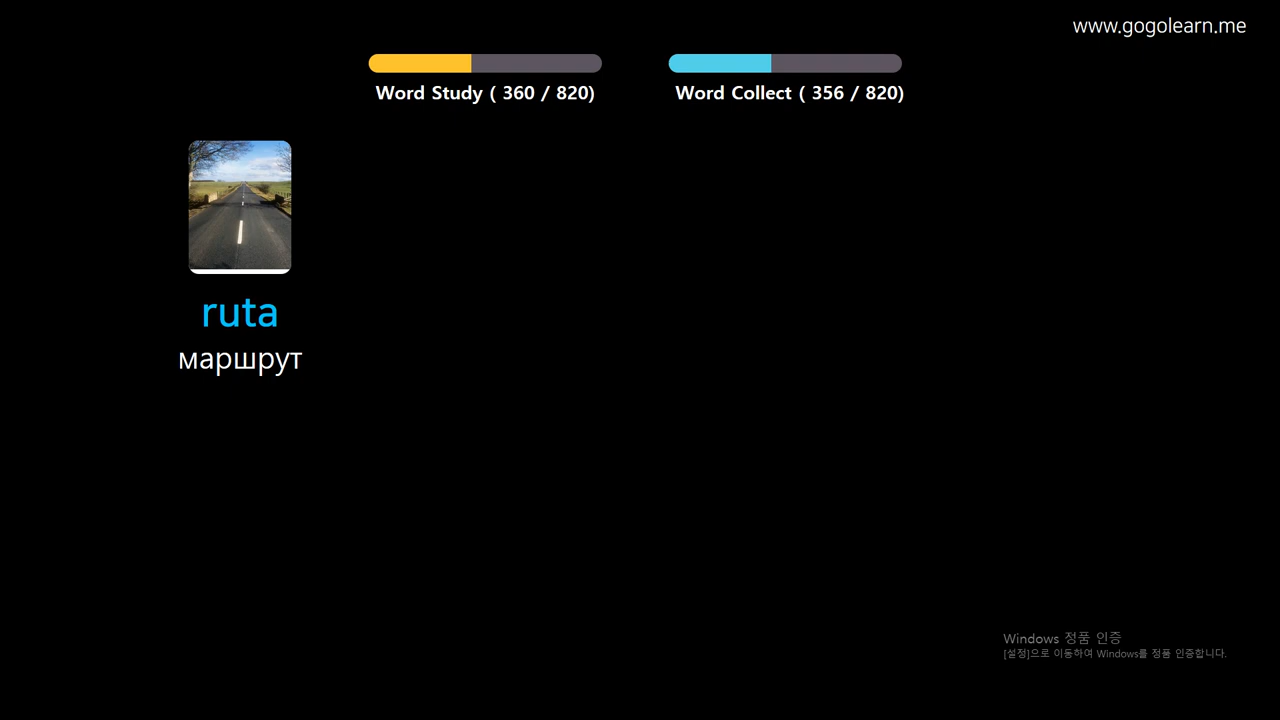 www.gogolearn.me
Word Study ( 360 / 820)
Word Collect ( 356 / 820)
ruta
маршрут
Windows 정품 인증
[설정]으로 이동하여 Windows를 정품 인증합니다.